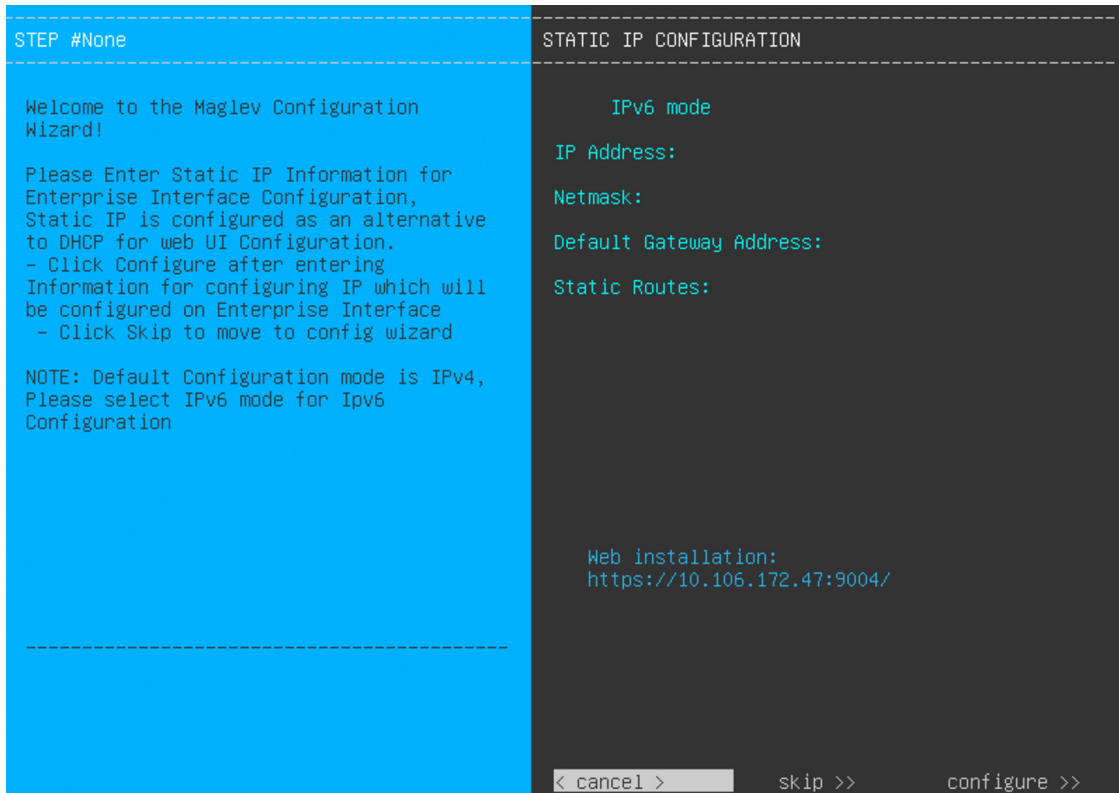 STEP #None
Welcome to the Maglev Configuration
Wizard!
Please Enter Static IP Information for
Enterprise Interface Configuration,
Static IP is configured as an alternative
to DHCP for web UI Configuration.
- Click Configure after entering
Information for configuring IP which will
be configured on Enterprise Interface
- Click Skip to move to config wizard
NOTE: Default Configuration mode is IPv4,
Please select IPv6 mode for Ipv6
Configuration
STATIC IP CONFIGURATION
IPv6 mode
IP Address:
Netmask:
Default Gateway Address:
Static Routes:
Web installation:
https://10.106.172.47:9004/
< cancel > skip >> configure >>